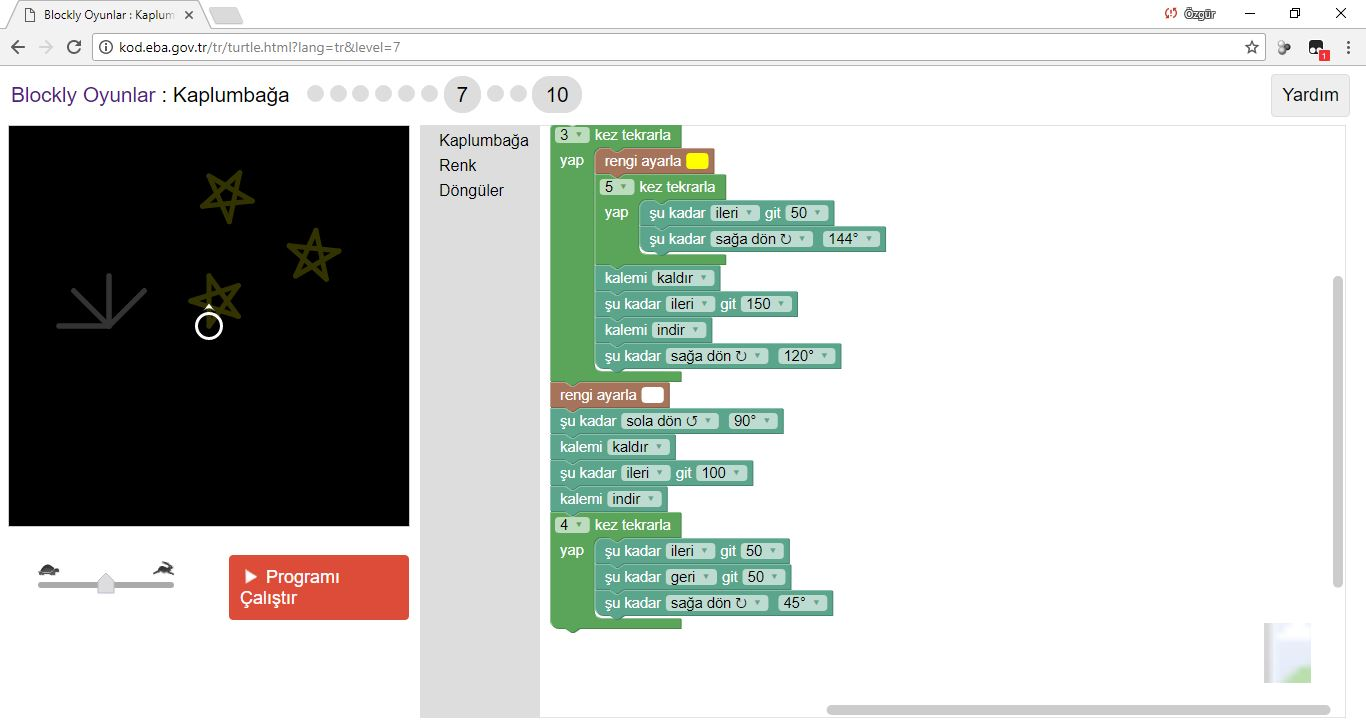 Blockly Oyunlar : Kaplum
Özgür
kod.eba.gov.tr/tr/turtle.html?lang=tr&level=7
1
Blockly Oyunlar : Kaplumbağa 7 10
Yardım
Kaplumbağa
Renk
Döngüler
3 kez tekrarla
yap rengi ayarla
5 kez tekrarla
yap şu kadar ileri git 50
şu kadar sağa dön ↻ 144°
kalemi kaldır
şu kadar ileri git 150
kalemi indir
şu kadar sağa dön ↻ 120°
rengi ayarla
şu kadar sola dön ↺ 90°
kalemi kaldır
şu kadar ileri git 100
kalemi indir
4 kez tekrarla
yap şu kadar ileri git 50
şu kadar geri git 50
şu kadar sağa dön ↻ 45°
Programı
Çalıştır